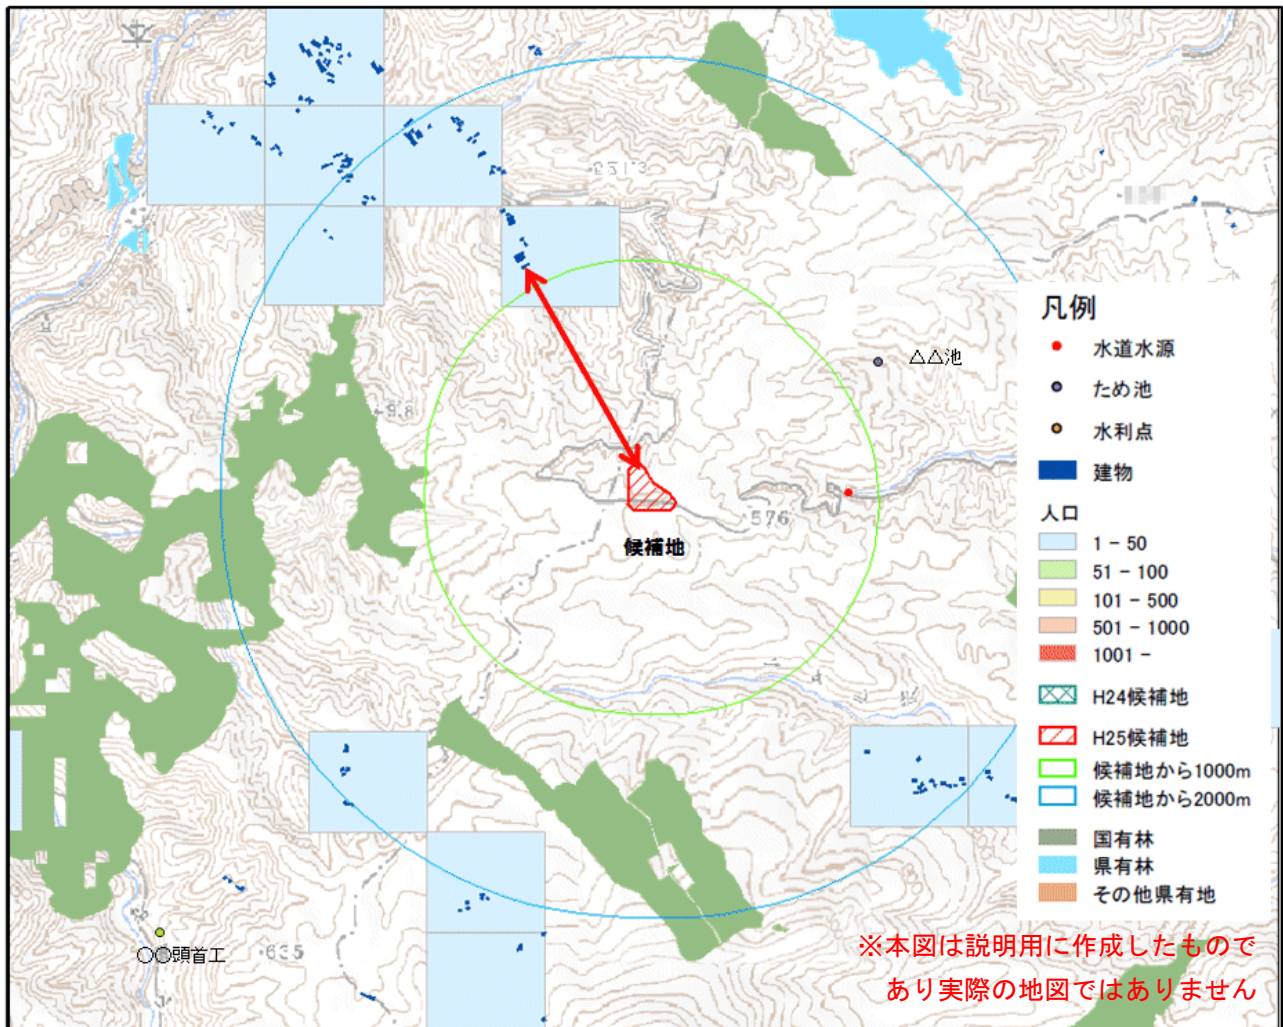 △△池
576
候補地
○○頭首工
・635
凡例
水道水源
ため池
水利点
建物
人口
1 - 50
51 - 100
101 - 500
501 - 1000
1001 -
H24候補地
H25候補地
候補地から1000m
候補地から2000m
国有林
県有林
その他県有地
※本図は説明用に作成したもので
あり実際の地図ではありません